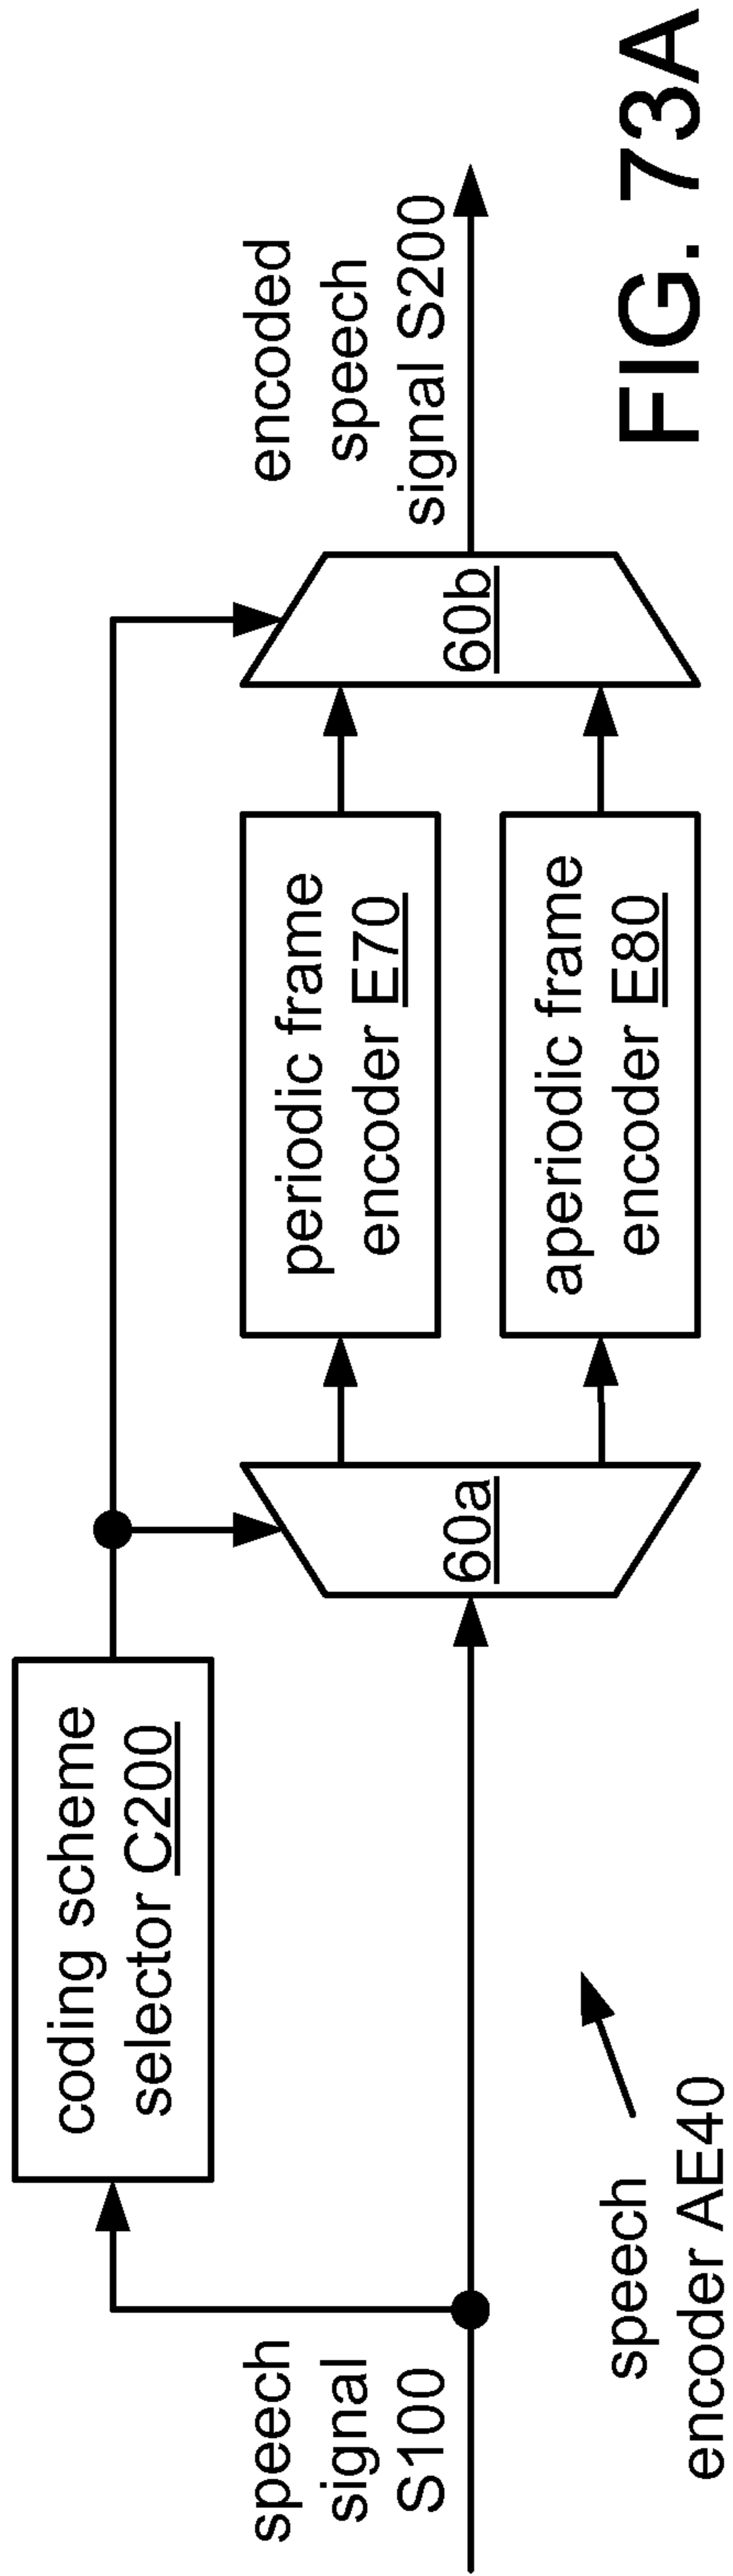 speech
signal
S100
coding scheme
selector C200
60a
periodic frame
encoder E70
aperiodic frame
encoder E80
60b
encoded
speech
signal S200
speech
encoder AE40
FIG. 73A